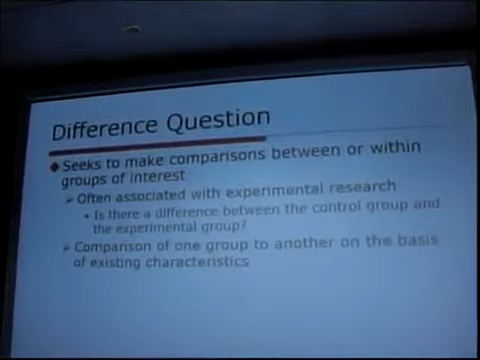 Difference Question
Seeks to make comparisons between or within
groups of interest
Often associated with experimental research
Is there a difference between the control group and
the experimental group?
Comparison of one group to another on the basis
of existing characteristics